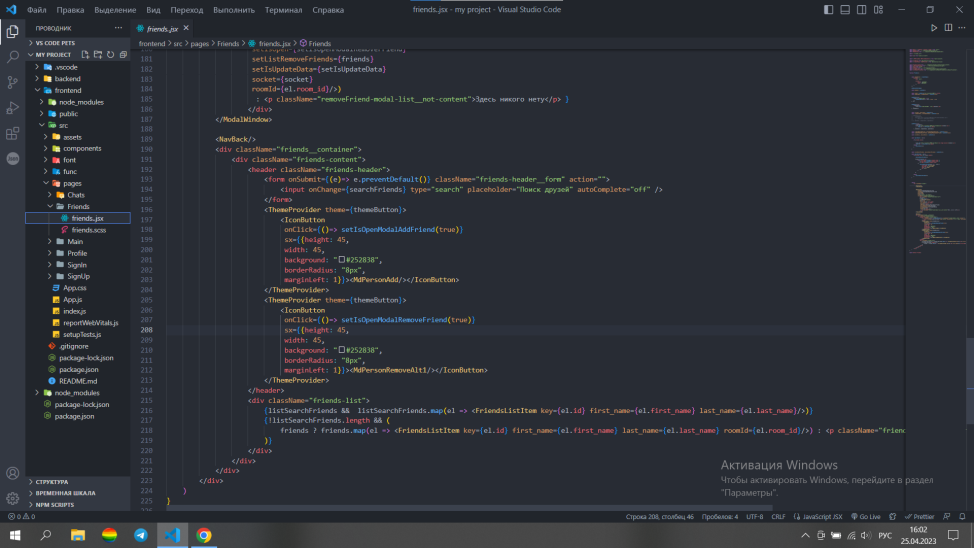 Файл Правка Выделение Вид Переход Выполнить Терминал Справка
friends.jsx - my project - Visual Studio Code
ПРОВОДНИК
friends.jsx
VS CODE PETS
MY PROJECT
.vscode
backend
frontend
node_modules
public
src
assets
components
font
func
pages
Chats
Friends
friends.jsx
friends.scss
Main
Profile
SignIn
SignUp
App.css
App.js
index.js
reportWebVitals.js
setupTests.js
.gitignore
package-lock.json
package.json
README.md
node_modules
package-lock.json
package.json
СТРУКТУРА
ВРЕМЕННАЯ ШКАЛА
NPM SCRIPTS
frontend > src > pages > Friends > friends.jsx > Friends
181 setListRemoveFriends={friends}
182 setIsUpdateData={setIsUpdateData}
183 socket={socket}
184 roomId={el.room_id}/>)
185 : <p className="removeFriend-modal-list__not-content">Здесь никого нету</p> }
186 </div>
187 </ModalWindow>
188
189 <NavBack/>
190 <div className="friends__container">
191 <div className="friends-content">
192 <header className="friends-header">
193 <form onSubmit={(e)=> e.preventDefault()} className="friends-header__form" action="">
194 <input onChange={searchFriends} type="search" placeholder="Поиск друзей" autoComplete="off" />
195 </form>
196 <ThemeProvider theme={themeButton}>
197 <IconButton
198 onClick={()=> setIsOpenModalAddFriend(true)}
199 sx={{height: 45,
200 width: 45,
201 background: "#252838",
202 borderRadius: "8px",
203 marginLeft: 1}}><MdPersonAdd/></IconButton>
204 </ThemeProvider>
205 <ThemeProvider theme={themeButton}>
206 <IconButton
207 onClick={()=> setIsOpenModalRemoveFriend(true)}
208 sx={{height: 45,
209 width: 45,
210 background: "#252838",
211 borderRadius: "8px",
212 marginLeft: 1}}><MdPersonRemoveAlt1/></IconButton>
213 </ThemeProvider>
214 </header>
215 <div className="friends-list">
216 {listSearchFriends && listSearchFriends.map(el => <FriendsListItem key={el.id} first_name={el.first_name} last_name={el.last_name}/>)}
217 {!listSearchFriends.length && (
218 friends ? friends.map(el => <FriendsListItem key={el.id} first_name={el.first_name} last_name={el.last_name} roomId={el.room_id}/>) : <p className="frien
219 )}
220 </div>
221 </div>
222 </div>
223 </div>
224 )
225 }
Активация Windows
Чтобы активировать Windows, перейдите в раздел
"Параметры".
0 0
Строка 208, столбец 46 Пробелов: 4 UTF-8 CRLF JavaScript JSX Go Live Prettier
РУС
16:02
25.04.2023